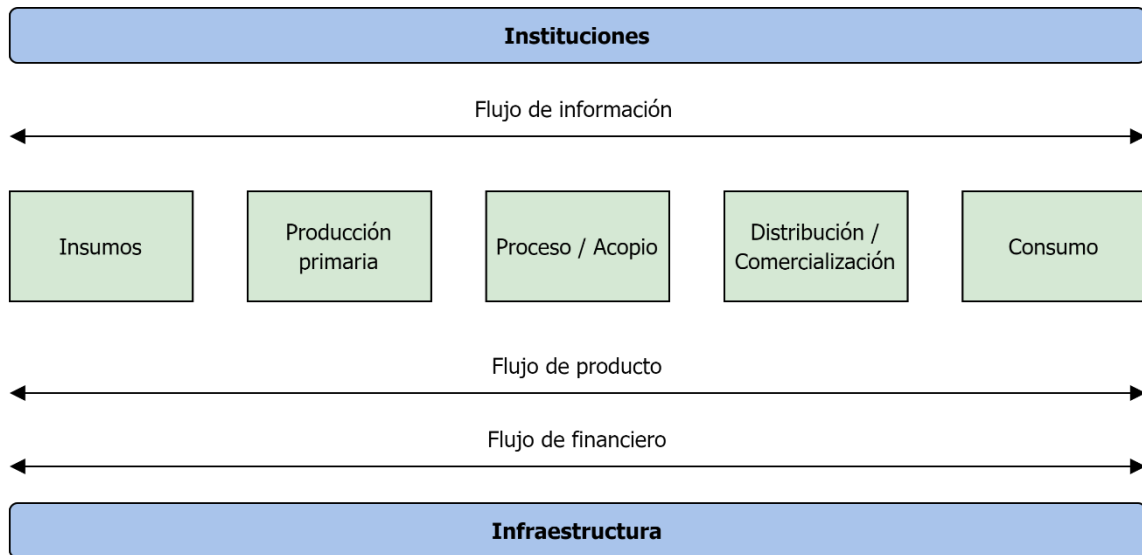 Instituciones
Flujo de información
Insumos
Producción
primaria
Proceso / Acopio
Distribución /
Comercialización
Consumo
Flujo de producto
Flujo de financiero
Infraestructura